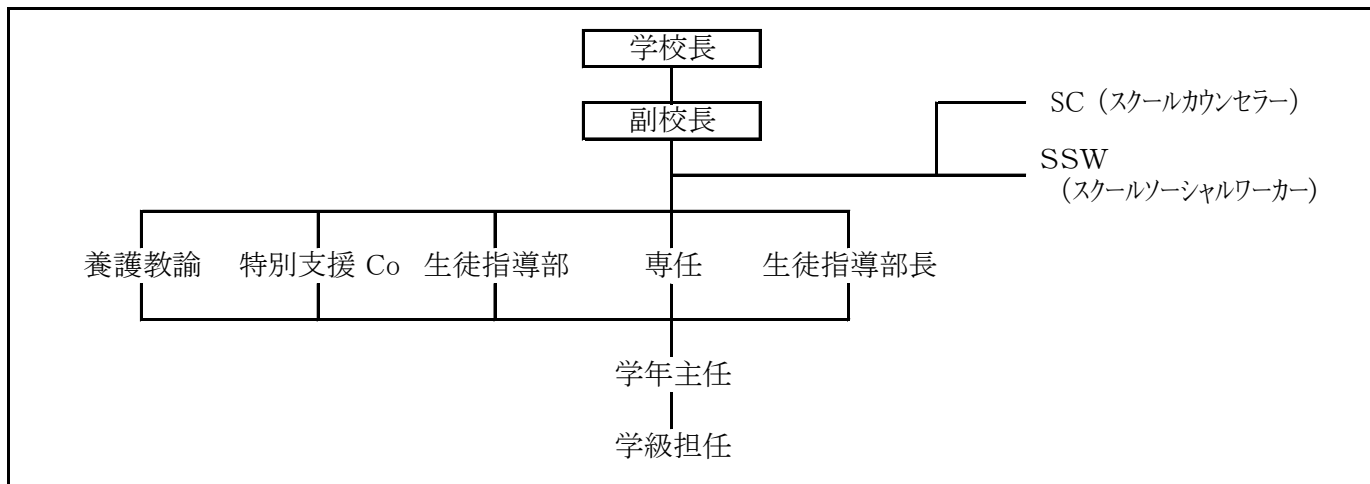 学校長
副校長
SC（スクールカウンセラー）
SSW
（スクールソーシャルワーカー）
養護教諭 特別支援 Co 生徒指導部 専任 生徒指導部長
学年主任
学級担任